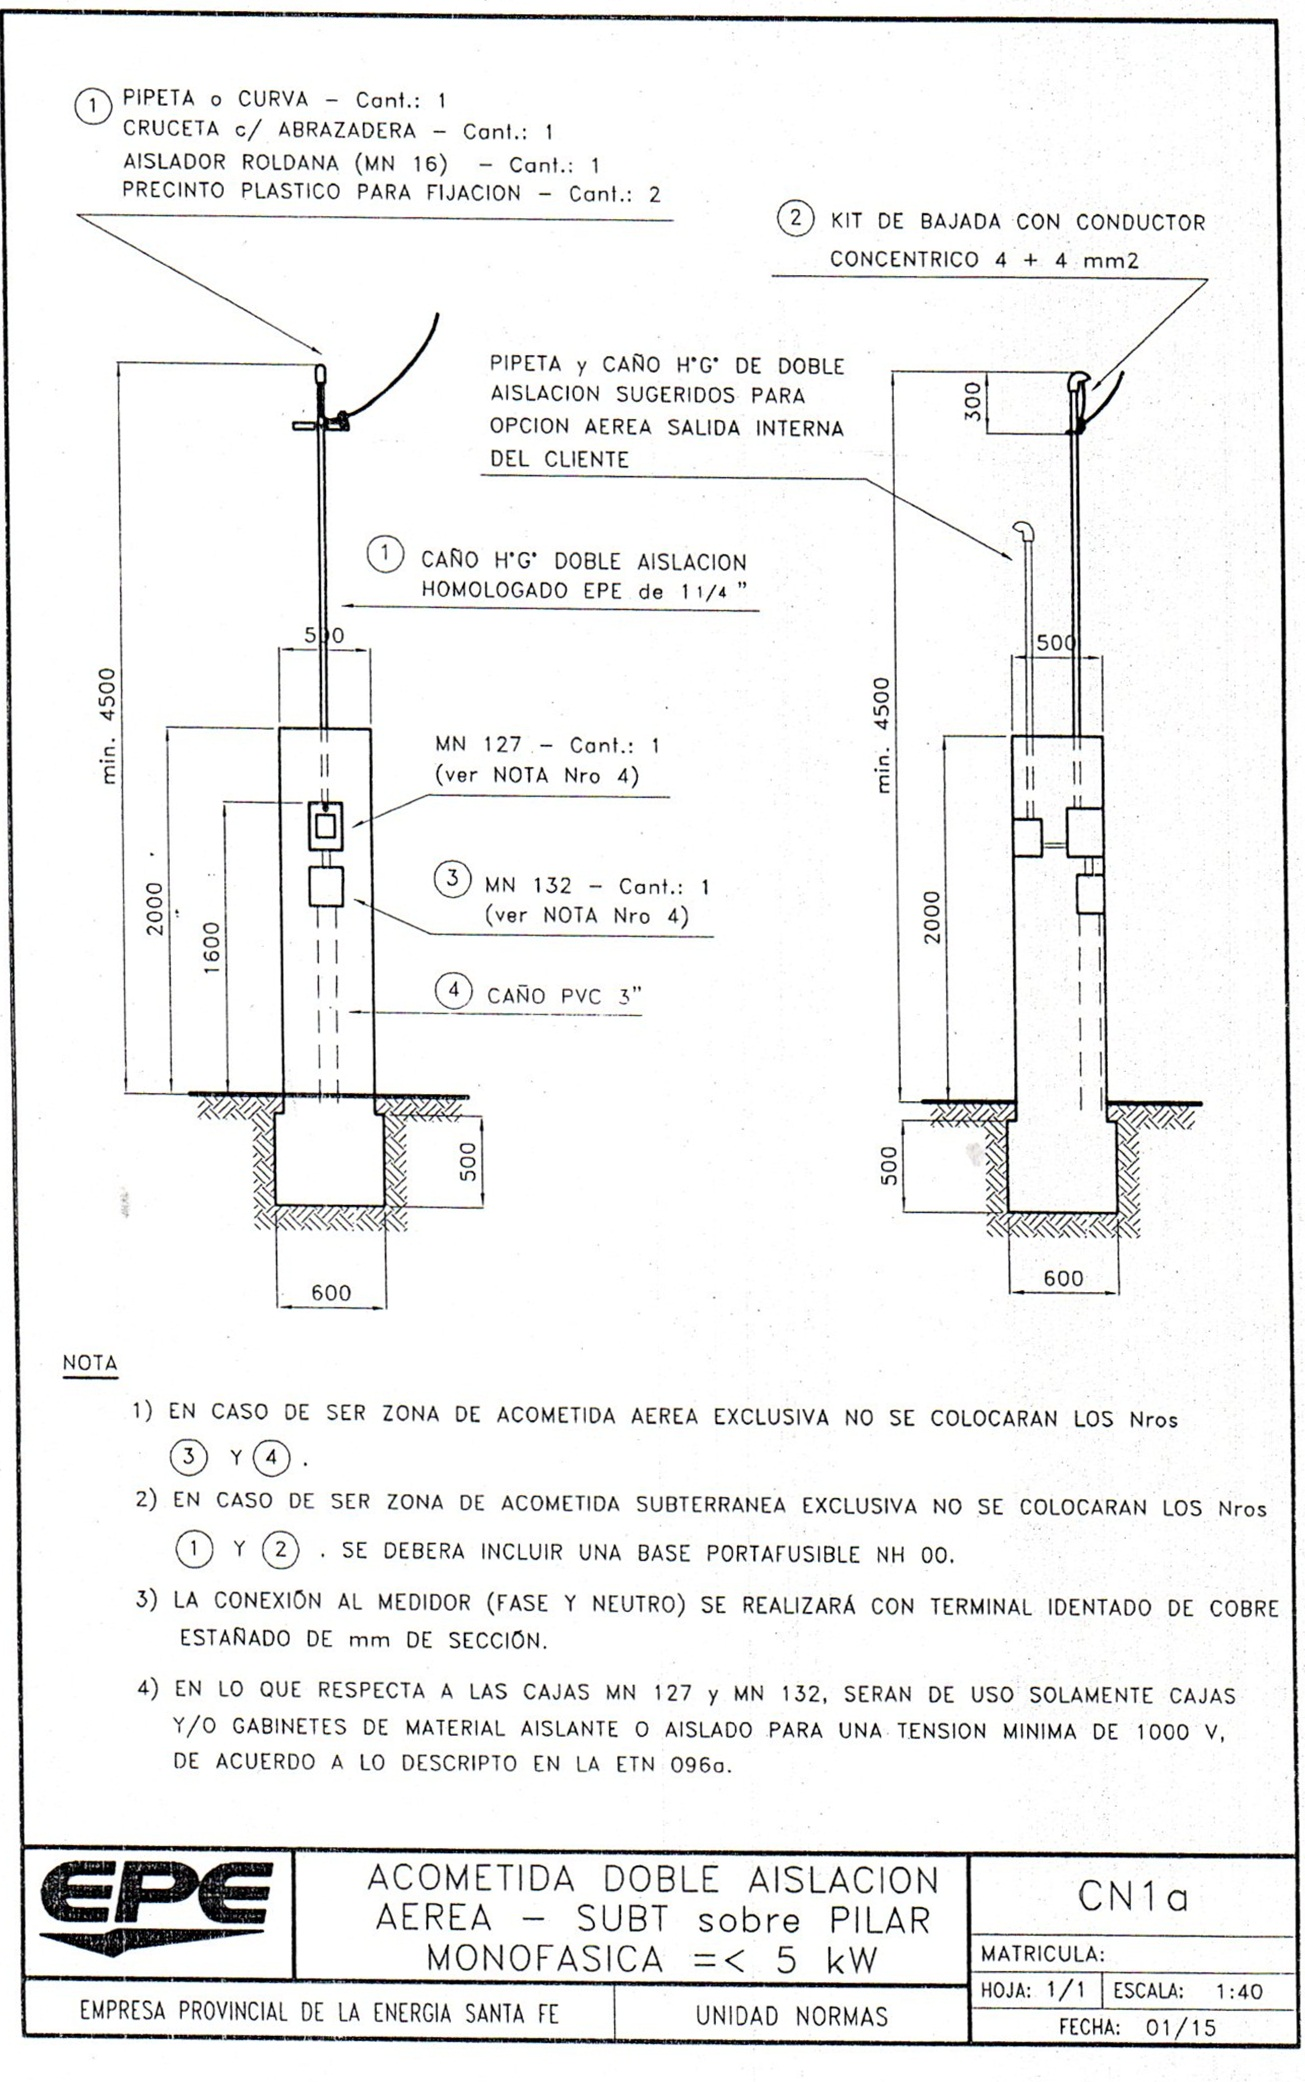 1 PIPETA o CURVA - Cant.: 1
CRUCETA c/ ABRAZADERA - Cant.: 1
AISLADOR ROLDANA (MN 16) - Cant.: 1
PRECINTO PLASTICO PARA FIJACION - Cant.: 2
2 KIT DE BAJADA CON CONDUCTOR
CONCENTRICO 4 + 4 mm2
PIPETA y CAÑO H°G° DE DOBLE
AISLACION SUGERIDOS PARA
OPCION AEREA SALIDA INTERNA
DEL CLIENTE
300
1 CAÑO H°G° DOBLE AISLACION
HOMOLOGADO EPE de 1 1/4 "
500
500
min. 4500
min. 4500
MN 127 - Cant.: 1
(ver NOTA Nro 4)
3 MN 132 - Cant.: 1
(ver NOTA Nro 4)
2000
1600
2000
4 CAÑO PVC 3"
500
500
600
600
NOTA
1) EN CASO DE SER ZONA DE ACOMETIDA AEREA EXCLUSIVA NO SE COLOCARAN LOS Nros
3 Y 4 .
2) EN CASO DE SER ZONA DE ACOMETIDA SUBTERRANEA EXCLUSIVA NO SE COLOCARAN LOS Nros
1 Y 2 . SE DEBERA INCLUIR UNA BASE PORTAFUSIBLE NH 00.
3) LA CONEXIÓN AL MEDIDOR (FASE Y NEUTRO) SE REALIZARÁ CON TERMINAL IDENTADO DE COBRE
ESTAÑADO DE mm DE SECCIÓN.
4) EN LO QUE RESPECTA A LAS CAJAS MN 127 y MN 132, SERAN DE USO SOLAMENTE CAJAS
Y/O GABINETES DE MATERIAL AISLANTE O AISLADO PARA UNA TENSION MINIMA DE 1000 V,
DE ACUERDO A LO DESCRIPTO EN LA ETN 096a.
EPE
ACOMETIDA DOBLE AISLACION
AEREA - SUBT sobre PILAR
MONOFASICA =< 5 kW
CN1a
MATRICULA:
HOJA: 1/1 ESCALA: 1:40
FECHA: 01/15
EMPRESA PROVINCIAL DE LA ENERGIA SANTA FE
UNIDAD NORMAS